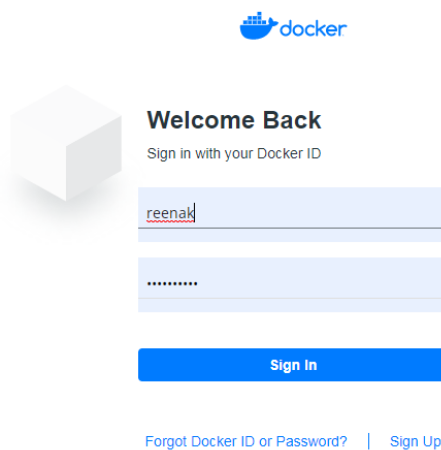 docker
Welcome Back
Sign in with your Docker ID
reenak
••••••••••
Sign In
Forgot Docker ID or Password? | Sign Up